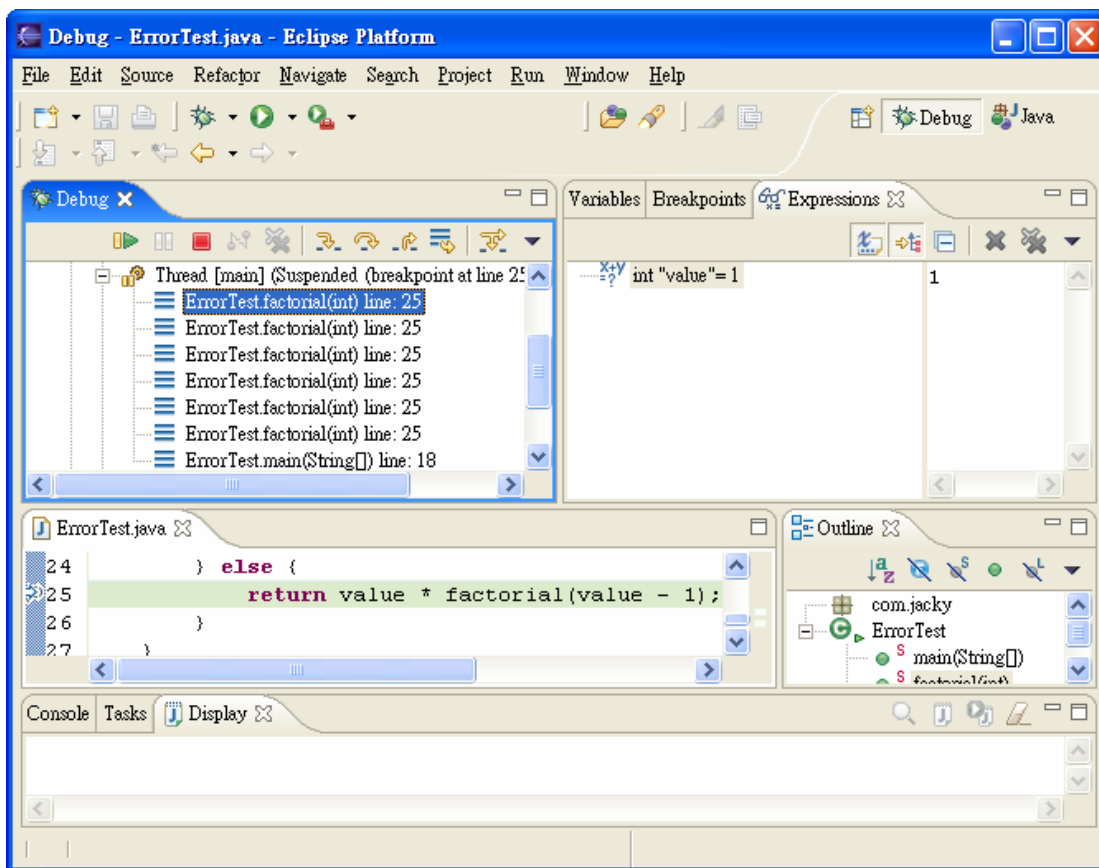 Debug - ErrorTest.java - Eclipse Platform
File Edit Source Refactor Navigate Search Project Run Window Help
Debug Java
Debug
Variables Breakpoints Expressions
Thread [main] (Suspended (breakpoint at line 25
ErrorTest.factorial(int) line: 25
ErrorTest.factorial(int) line: 25
ErrorTest.factorial(int) line: 25
ErrorTest.factorial(int) line: 25
ErrorTest.factorial(int) line: 25
ErrorTest.factorial(int) line: 25
ErrorTest.main(String[]) line: 18
X+Y
=? int "value"= 1
1
ErrorTest.java
24 } else {
25 return value * factorial(value - 1);
26 }
27 }
Outline
com.jacky
ErrorTest
S main(String[])
S factorial(int)
Console Tasks Display